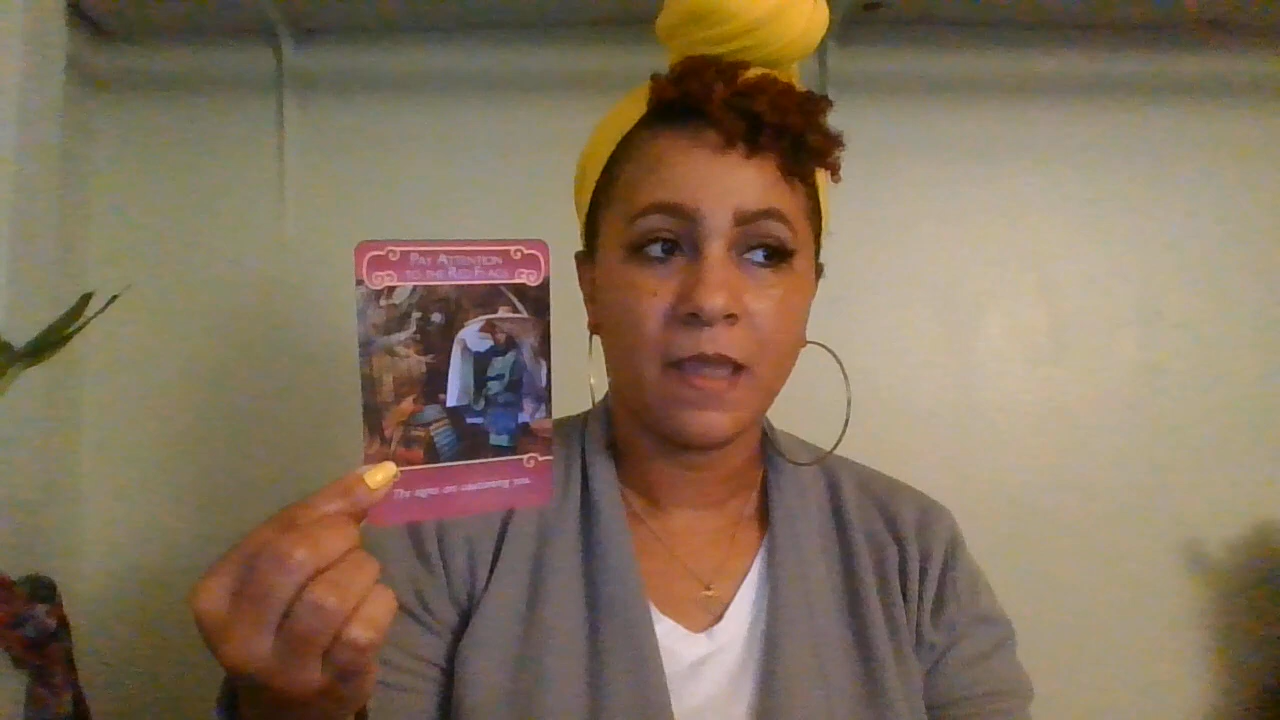 PAY ATTENTION
TO THE RED FLAGS
The signs are cautioning you.